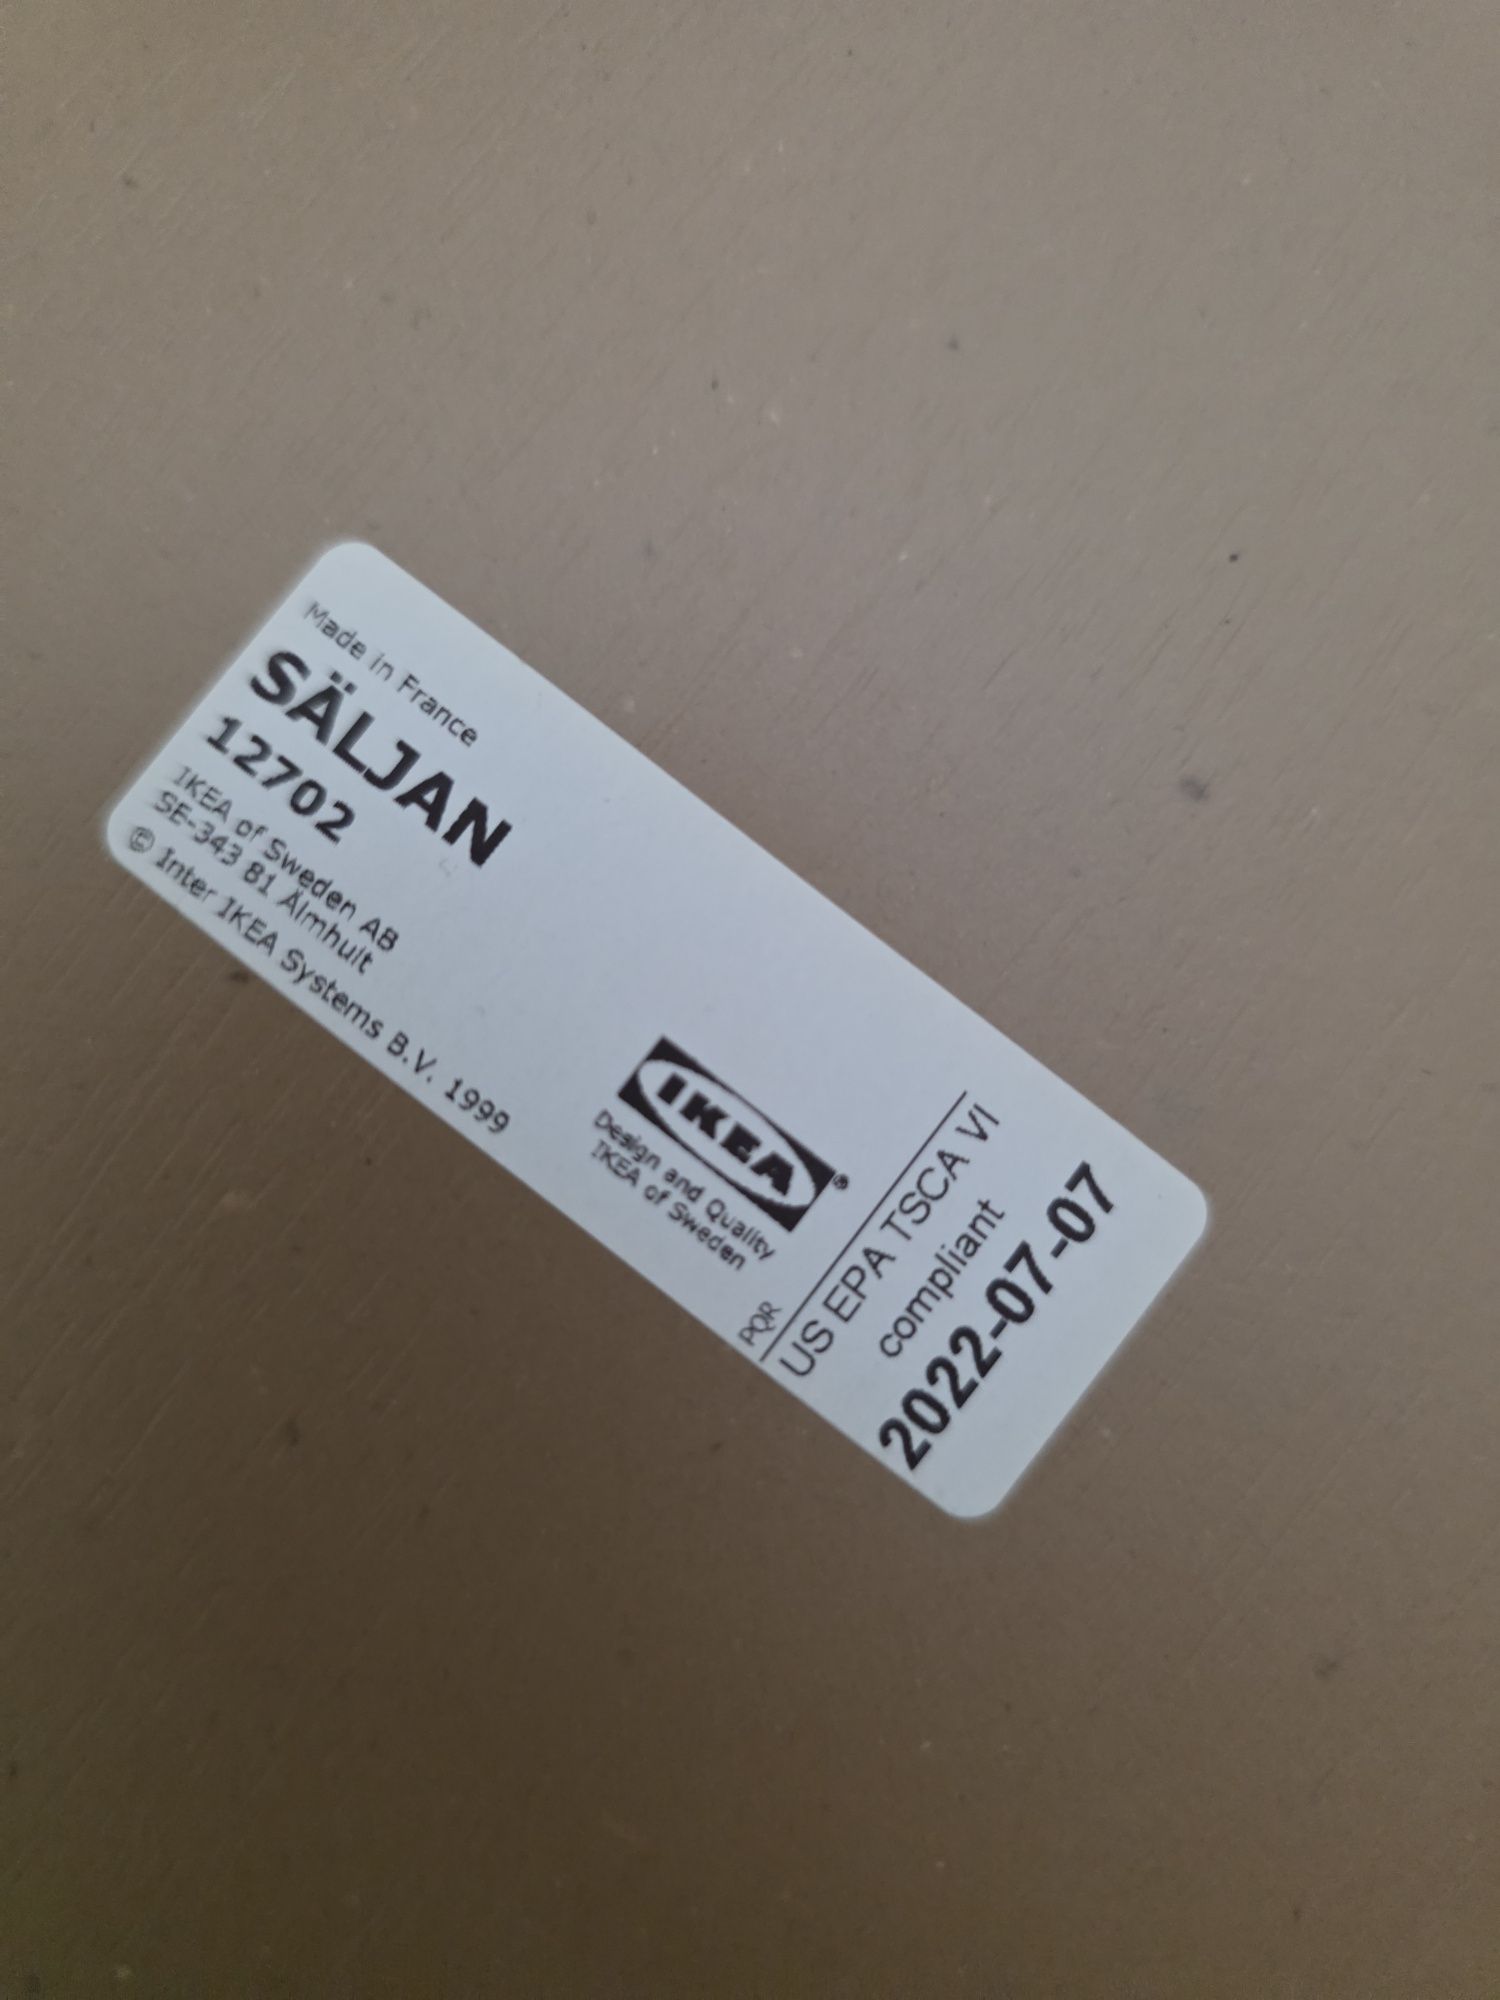 Made in France
SÄLJAN
12702
IKEA of Sweden AB
SE-343 81 Älmhult
© Inter IKEA Systems B.V. 1999
IKEA®
Design and Quality
IKEA of Sweden
PQR
US EPA TSCA VI
compliant
2022-07-07